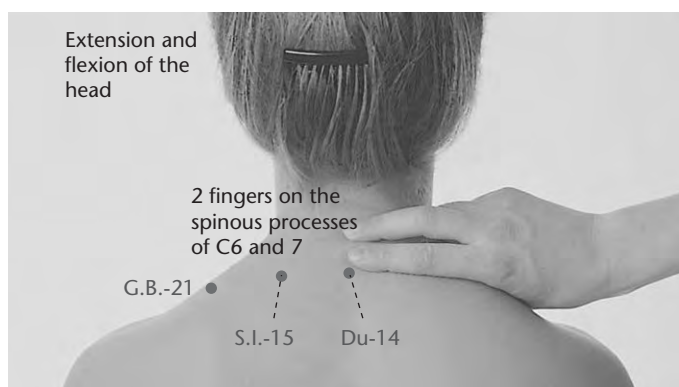 Extension and
flexion of the
head
2 fingers on the
spinous processes
of C6 and 7
G.B.-21
S.I.-15
Du-14